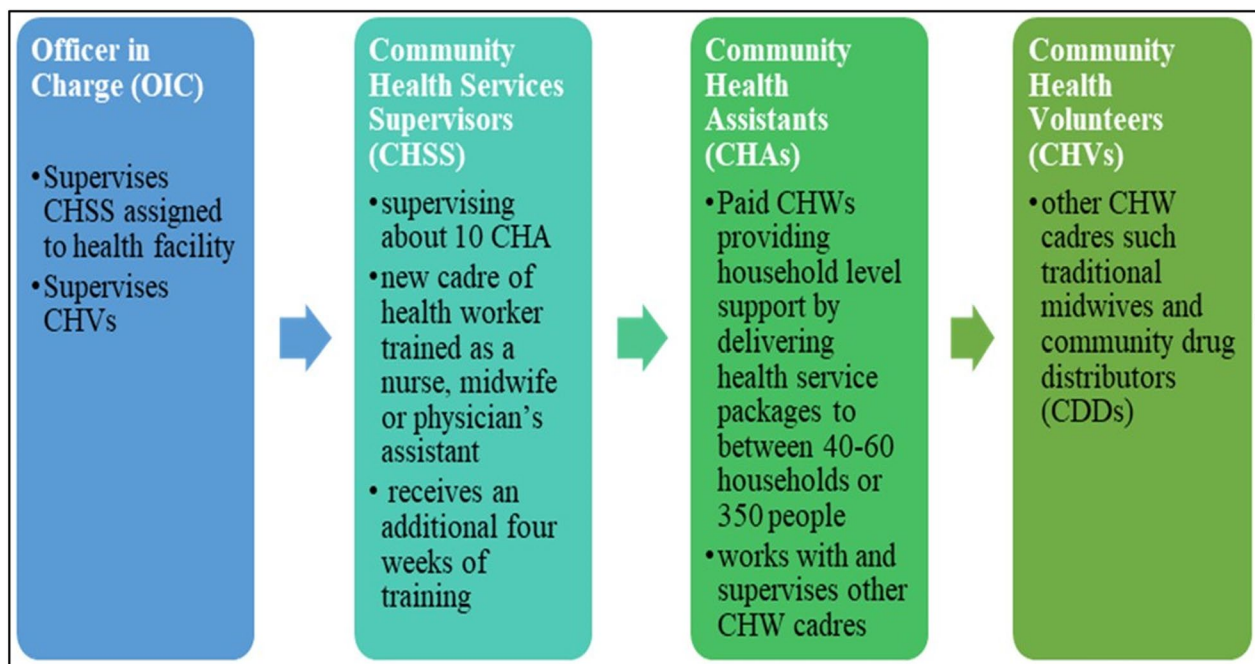 Officer in
Charge (OIC)
•Supervises
CHSS assigned
to health facility
•Supervises
CHVs
Community
Health Services
Supervisors
(CHSS)
•supervising
about 10 CHA
•new cadre of
health worker
trained as a
nurse, midwife
or physician’s
assistant
• receives an
additional four
weeks of
training
Community
Health
Assistants
(CHAs)
•Paid CHWs
providing
household level
support by
delivering
health service
packages to
between 40-60
households or
350 people
•works with and
supervises other
CHW cadres
Community
Health
Volunteers
(CHVs)
•other CHW
cadres such
traditional
midwives and
community drug
distributors
(CDDs)